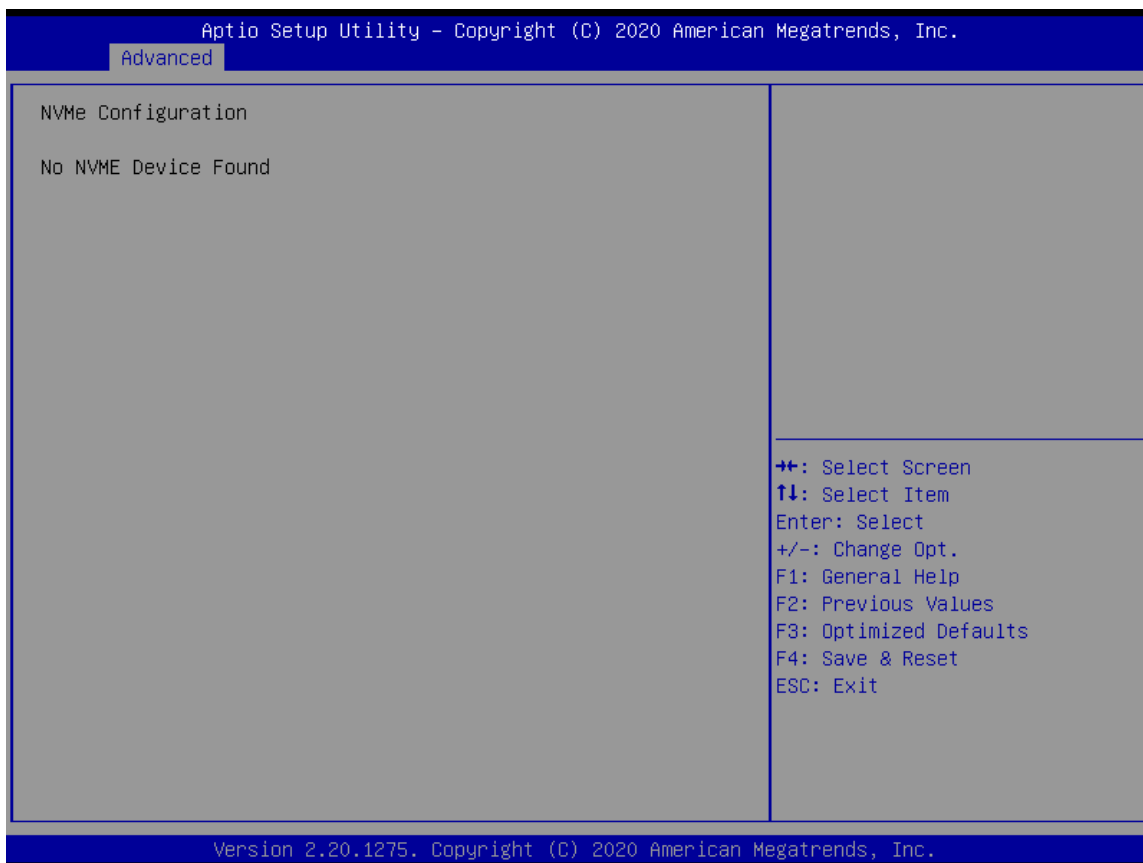 Aptio Setup Utility – Copyright (C) 2020 American Megatrends, Inc.
Advanced
NVMe Configuration
No NVME Device Found
→←: Select Screen
↑↓: Select Item
Enter: Select
+/-: Change Opt.
F1: General Help
F2: Previous Values
F3: Optimized Defaults
F4: Save & Reset
ESC: Exit
Version 2.20.1275. Copyright (C) 2020 American Megatrends, Inc.